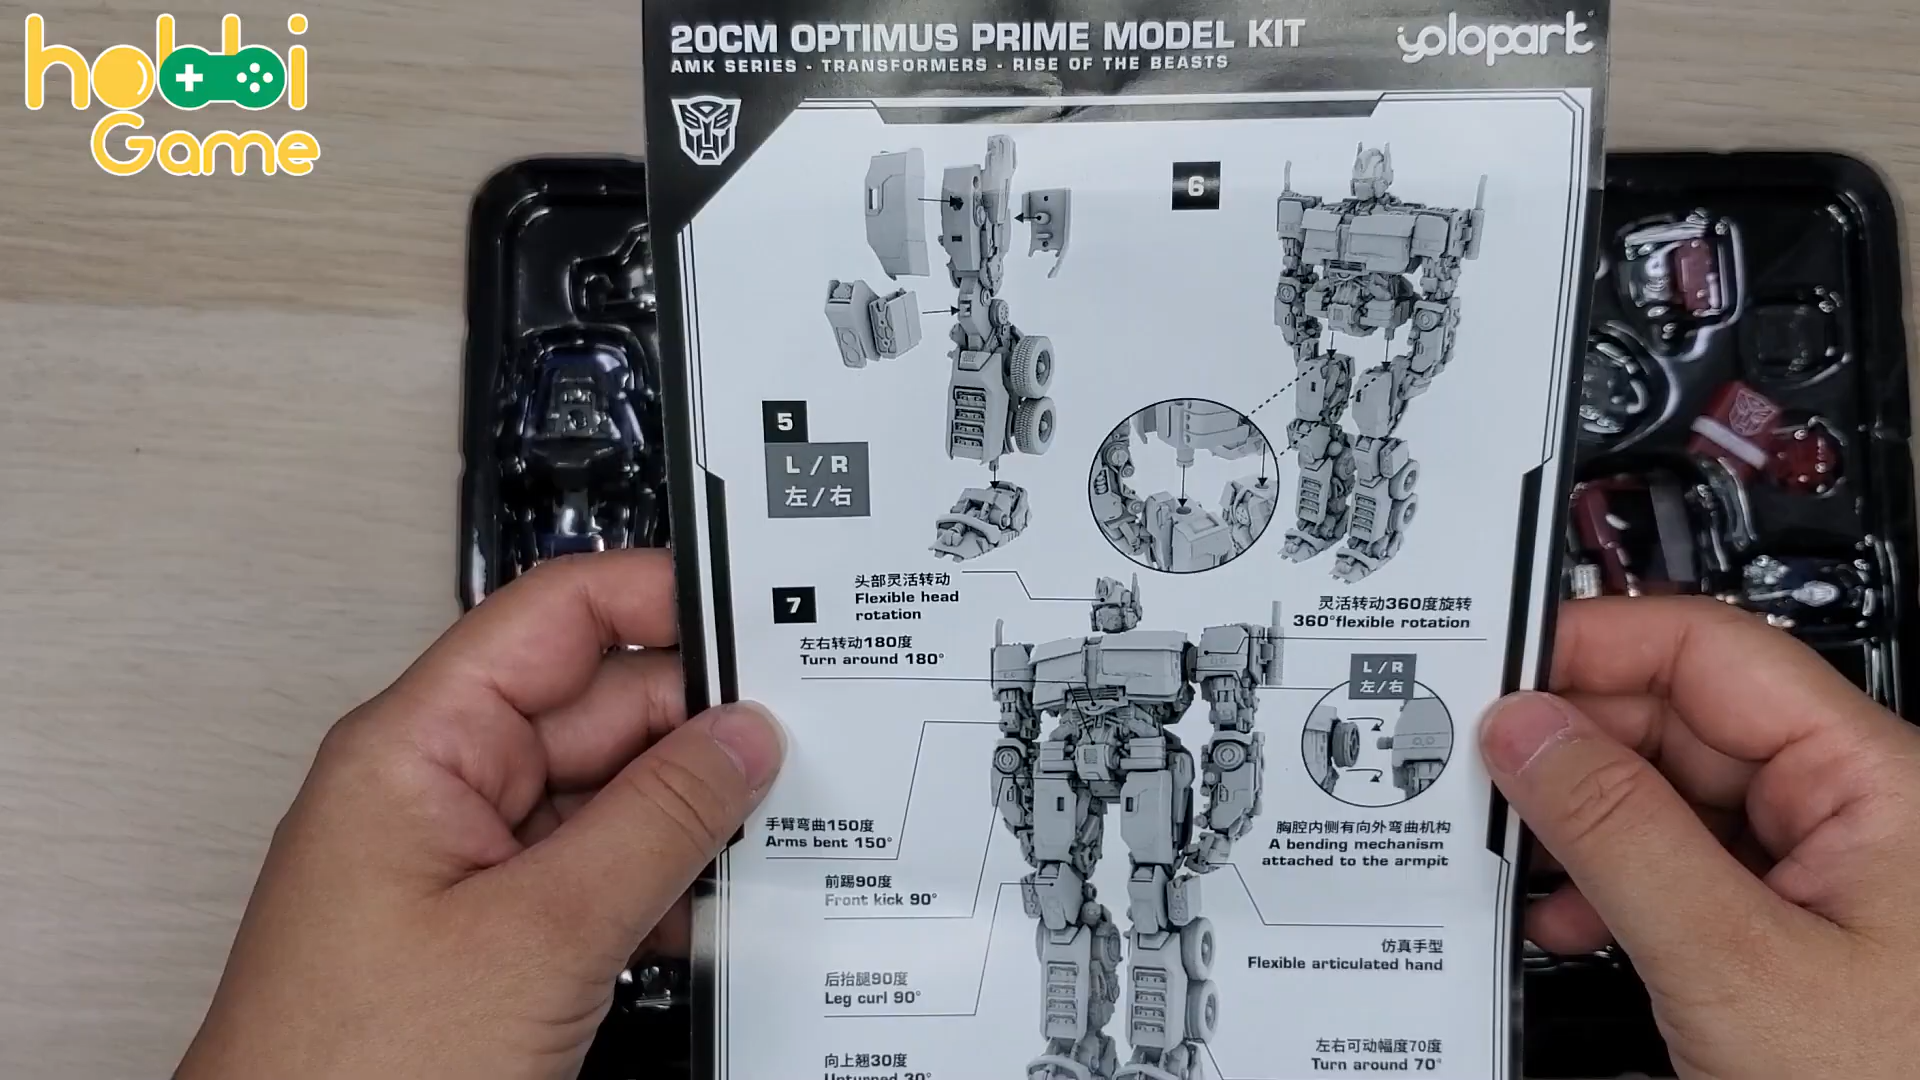 hobbi
Game
20CM OPTIMUS PRIME MODEL KIT
AMK SERIES - TRANSFORMERS - RISE OF THE BEASTS
yolopart
6
5
L / R
左/右
7
头部灵活转动
Flexible head
rotation
左右转动180度
Turn around 180°
灵活转动360度旋转
360°flexible rotation
L / R
左/右
手臂弯曲150度
Arms bent 150°
胸腔内侧有向外弯曲机构
A bending mechanism
attached to the armpit
前踢90度
Front kick 90°
仿真手型
Flexible articulated hand
后抬腿90度
Leg curl 90°
左右可动幅度70度
Turn around 70°
向上翘30度
Upturned 30°